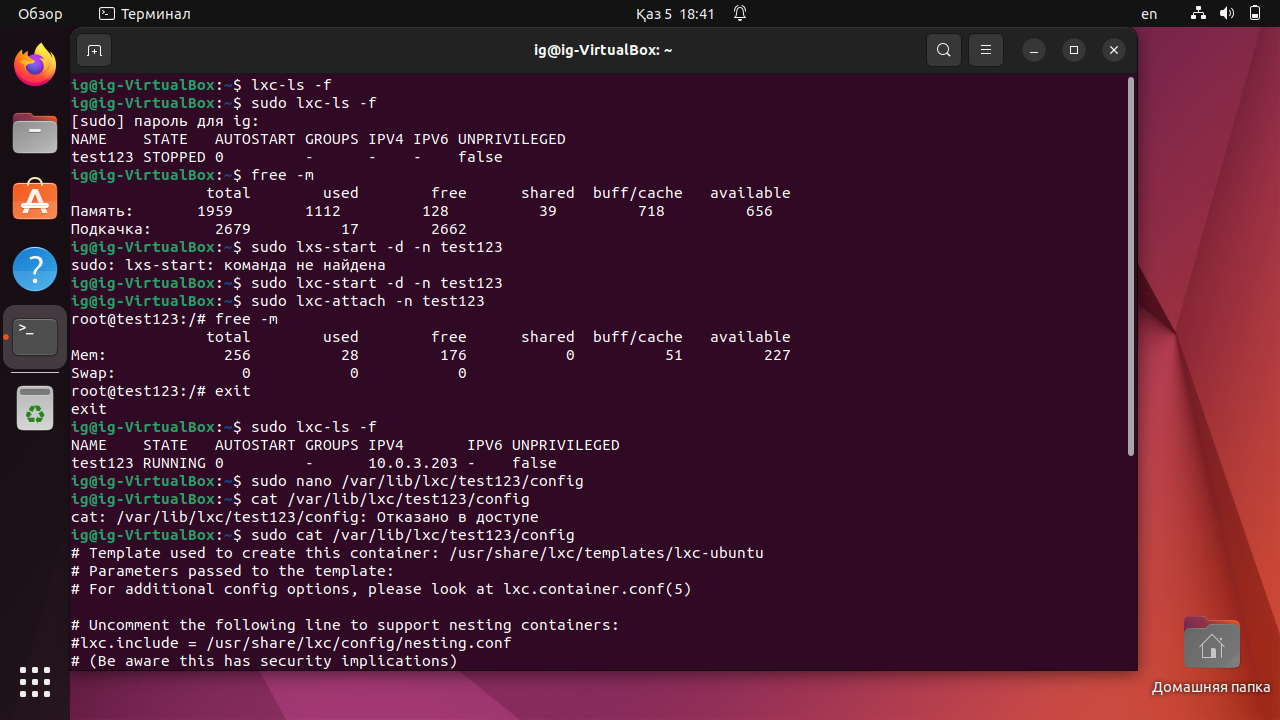 Обзор Терминал Қаз 5 18:41 en
ig@ig-VirtualBox: ~
ig@ig-VirtualBox:~$ lxc-ls -f
ig@ig-VirtualBox:~$ sudo lxc-ls -f
[sudo] пароль для ig:
NAME    STATE   AUTOSTART GROUPS IPV4 IPV6 UNPRIVILEGED
test123 STOPPED 0         -      -    -    false
ig@ig-VirtualBox:~$ free -m
               total        used        free      shared  buff/cache   available
Память:       1959        1112         128          39         718         656
Подкачка:       2679          17        2662
ig@ig-VirtualBox:~$ sudo lxs-start -d -n test123
sudo: lxs-start: команда не найдена
ig@ig-VirtualBox:~$ sudo lxc-start -d -n test123
ig@ig-VirtualBox:~$ sudo lxc-attach -n test123
root@test123:/# free -m
               total        used        free      shared  buff/cache   available
Mem:             256          28         176           0          51         227
Swap:              0           0           0
root@test123:/# exit
exit
ig@ig-VirtualBox:~$ sudo lxc-ls -f
NAME    STATE   AUTOSTART GROUPS IPV4       IPV6 UNPRIVILEGED
test123 RUNNING 0         -      10.0.3.203 -    false
ig@ig-VirtualBox:~$ sudo nano /var/lib/lxc/test123/config
ig@ig-VirtualBox:~$ cat /var/lib/lxc/test123/config
cat: /var/lib/lxc/test123/config: Отказано в доступе
ig@ig-VirtualBox:~$ sudo cat /var/lib/lxc/test123/config
# Template used to create this container: /usr/share/lxc/templates/lxc-ubuntu
# Parameters passed to the template:
# For additional config options, please look at lxc.container.conf(5)
# Uncomment the following line to support nesting containers:
#lxc.include = /usr/share/lxc/config/nesting.conf
# (Be aware this has security implications)
Домашняя папка